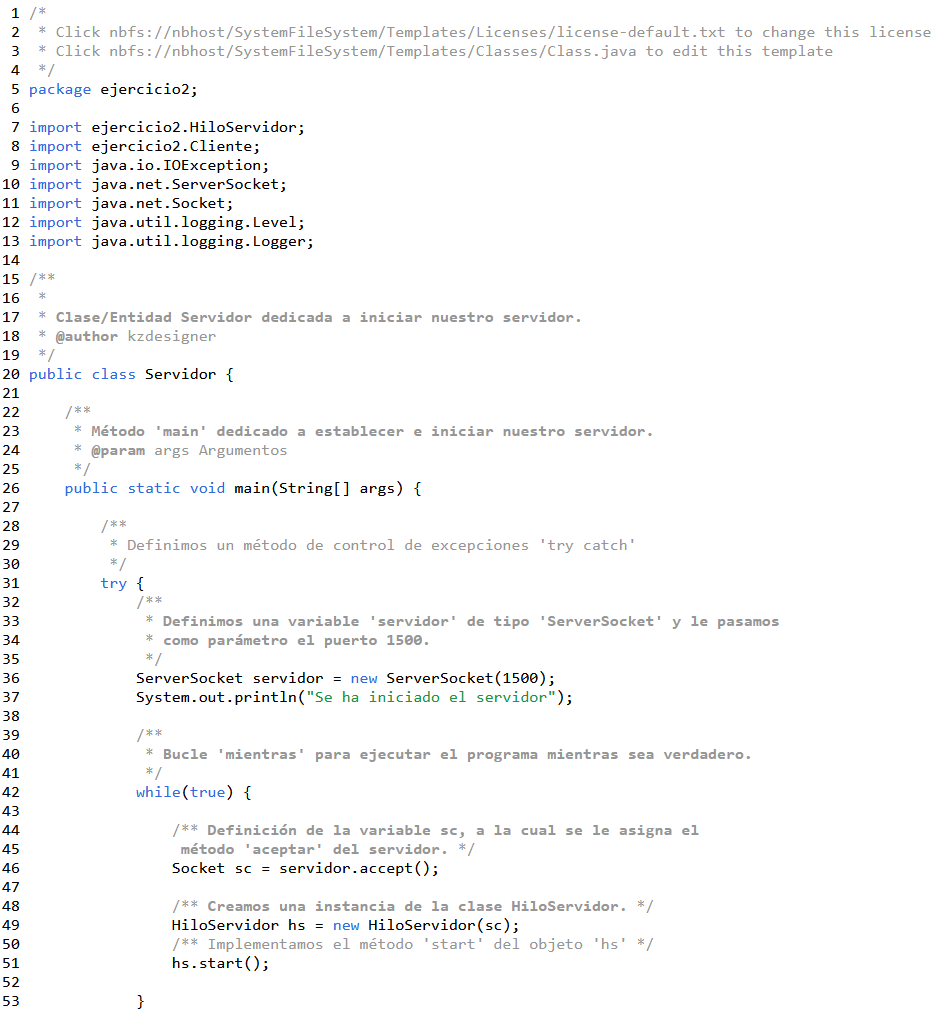 1 /*
2  * Click nbfs://nbhost/SystemFileSystem/Templates/Licenses/license-default.txt to change this license
3  * Click nbfs://nbhost/SystemFileSystem/Templates/Classes/Class.java to edit this template
4  */
5 package ejercicio2;
6
7 import ejercicio2.HiloServidor;
8 import ejercicio2.Cliente;
9 import java.io.IOException;
10 import java.net.ServerSocket;
11 import java.net.Socket;
12 import java.util.logging.Level;
13 import java.util.logging.Logger;
14
15 /**
16  *
17  * Clase/Entidad Servidor dedicada a iniciar nuestro servidor.
18  * @author kzdesigner
19  */
20 public class Servidor {
21
22     /**
23      * Método 'main' dedicado a establecer e iniciar nuestro servidor.
24      * @param args Argumentos
25      */
26     public static void main(String[] args) {
27
28         /**
29          * Definimos un método de control de excepciones 'try catch'
30          */
31         try {
32             /**
33              * Definimos una variable 'servidor' de tipo 'ServerSocket' y le pasamos
34              * como parámetro el puerto 1500.
35              */
36             ServerSocket servidor = new ServerSocket(1500);
37             System.out.println("Se ha iniciado el servidor");
38
39             /**
40              * Bucle 'mientras' para ejecutar el programa mientras sea verdadero.
41              */
42             while(true) {
43
44                 /** Definición de la variable sc, a la cual se le asigna el
45                  método 'aceptar' del servidor. */
46                 Socket sc = servidor.accept();
47
48                 /** Creamos una instancia de la clase HiloServidor. */
49                 HiloServidor hs = new HiloServidor(sc);
50                 /** Implementamos el método 'start' del objeto 'hs' */
51                 hs.start();
52
53             }